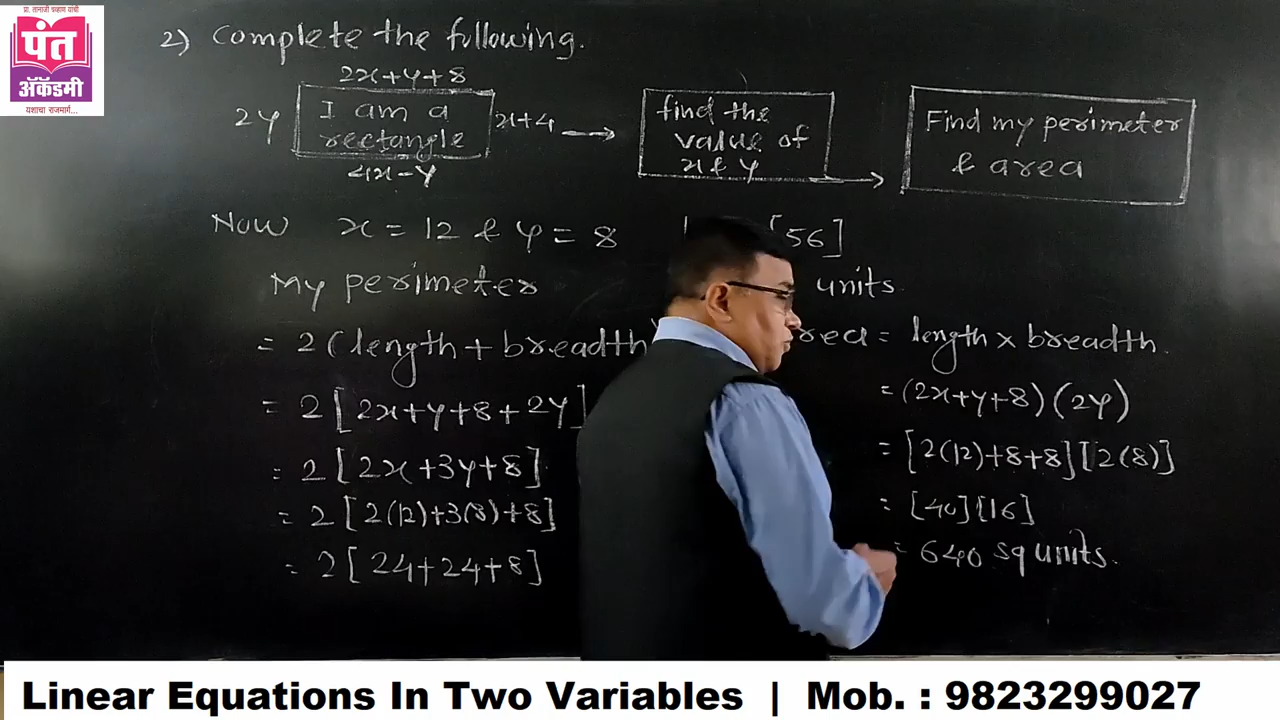 प्रा. तानाजी चव्हाण यांची
पंत
अ‍ॅकॅडमी
यशाचा राजमार्ग...
2) Complete the following.
2x+y+8
2y
I am a
rectangle
x+4
4x-y
find the
value of
x & y
Find my perimeter
& area
Now x = 12 & y = 8
My perimeter
= 2(length + breadth)
= 2[2x+y+8+2y]
= 2[2x+3y+8]
= 2[2(12)+3(8)+8]
= 2[24+24+8]
[56]
units.
= length × breadth.
= (2x+y+8)(2y)
= [2(12)+8+8][2(8)]
= [40][16]
= 640 sq units.
Linear Equations In Two Variables | Mob. : 9823299027